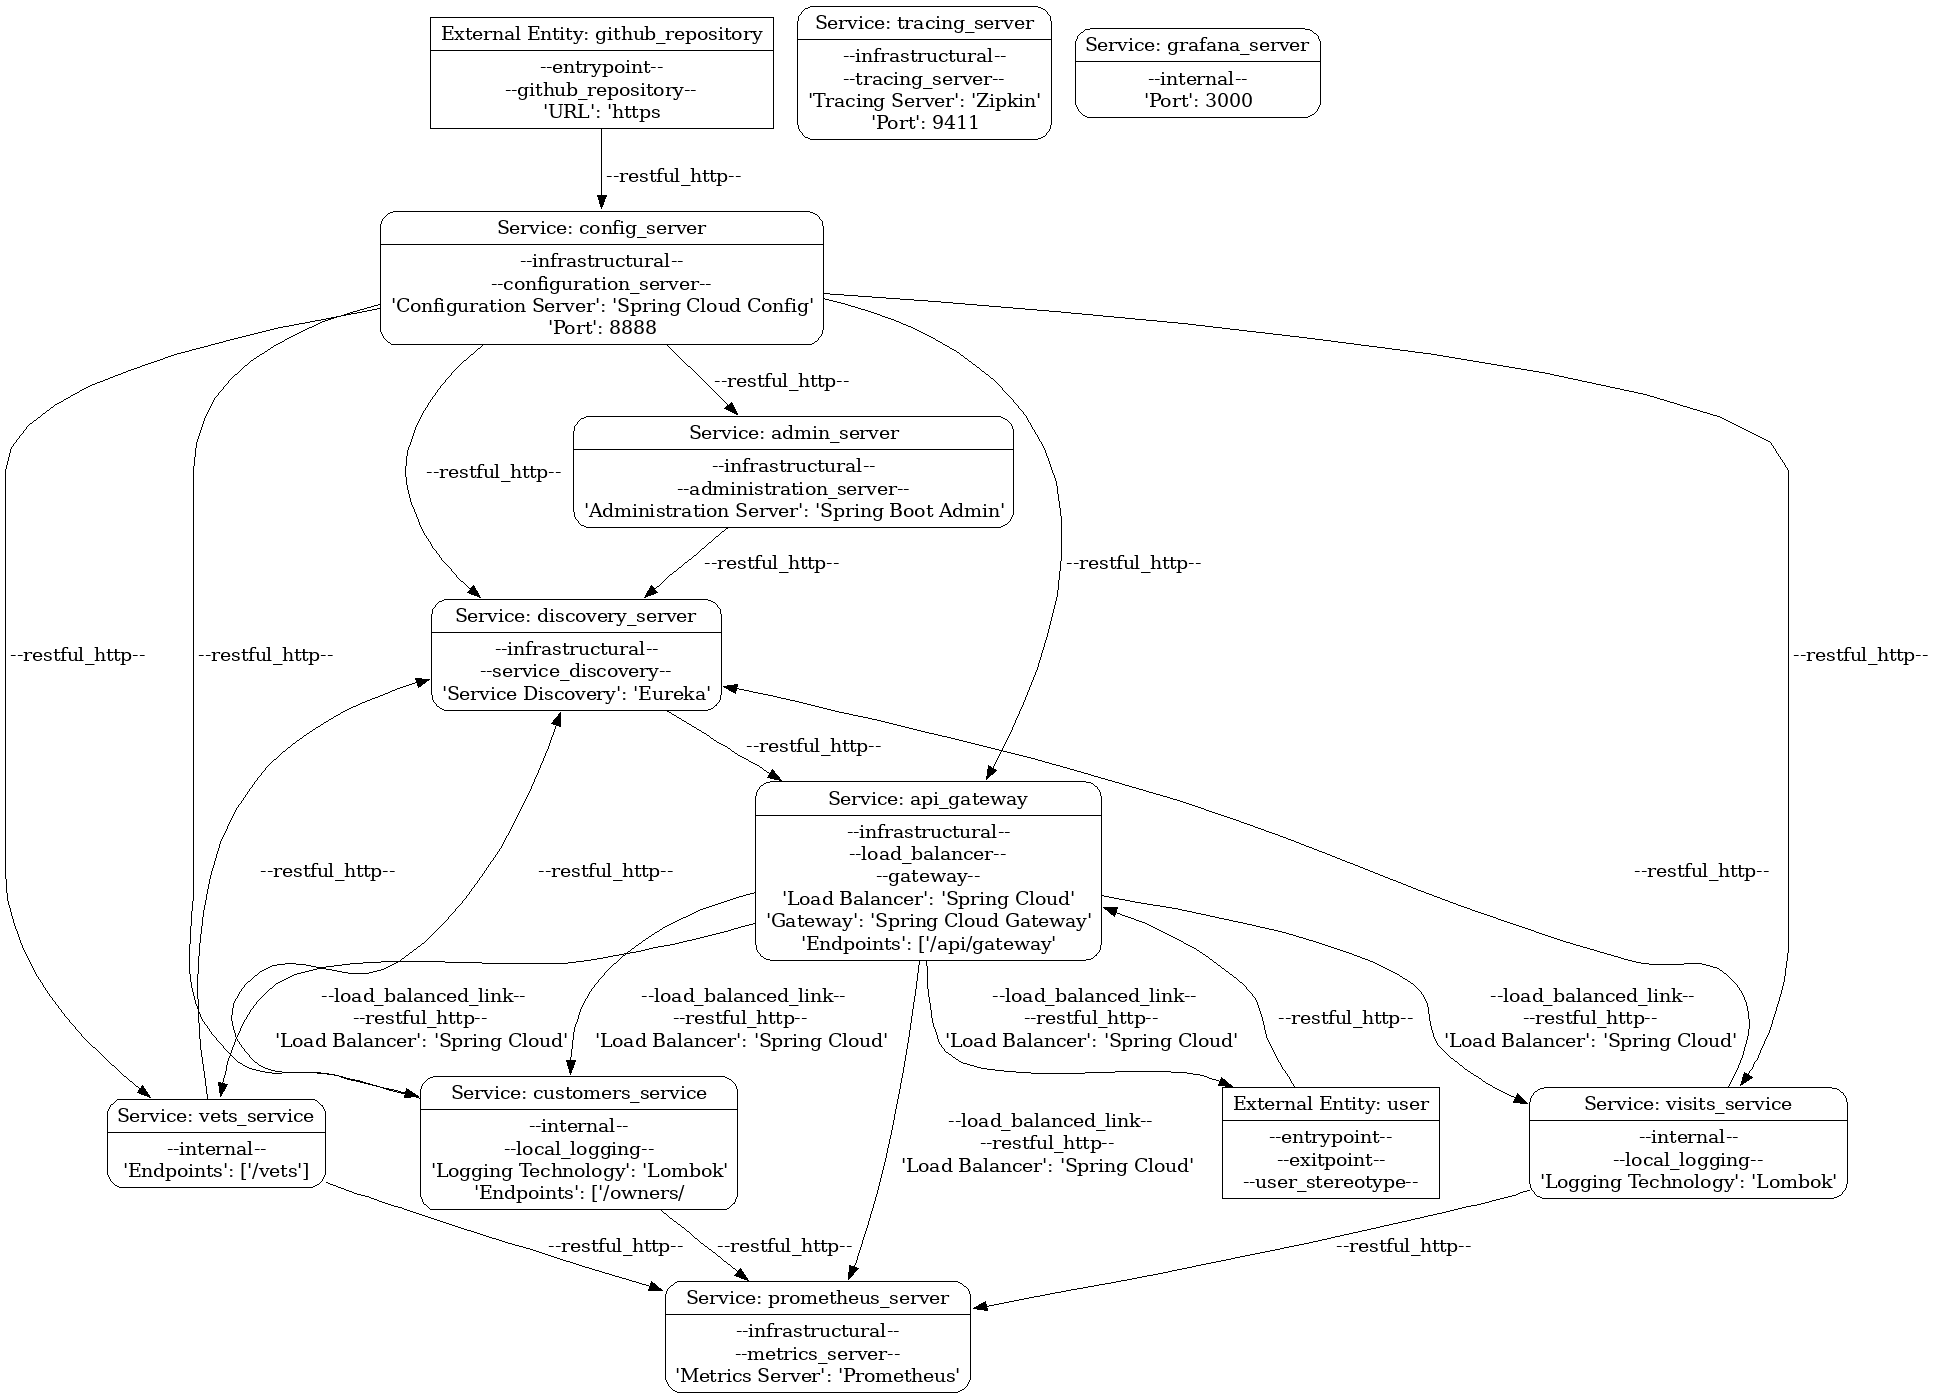 External Entity: github_repository
--entrypoint--
--github_repository--
'URL': 'https
Service: tracing_server
--infrastructural--
--tracing_server--
'Tracing Server': 'Zipkin'
'Port': 9411
Service: grafana_server
--internal--
'Port': 3000
--restful_http--
Service: config_server
--infrastructural--
--configuration_server--
'Configuration Server': 'Spring Cloud Config'
'Port': 8888
--restful_http--
Service: admin_server
--infrastructural--
--administration_server--
'Administration Server': 'Spring Boot Admin'
--restful_http--
--restful_http--
--restful_http--
Service: discovery_server
--infrastructural--
--service_discovery--
'Service Discovery': 'Eureka'
--restful_http--
--restful_http--
--restful_http--
--restful_http--
Service: api_gateway
--infrastructural--
--load_balancer--
--gateway--
'Load Balancer': 'Spring Cloud'
'Gateway': 'Spring Cloud Gateway'
'Endpoints': ['/api/gateway'
--restful_http--
--restful_http--
--restful_http--
--load_balanced_link--
--restful_http--
'Load Balancer': 'Spring Cloud'
--load_balanced_link--
--restful_http--
'Load Balancer': 'Spring Cloud'
--load_balanced_link--
--restful_http--
'Load Balancer': 'Spring Cloud'
--restful_http--
--load_balanced_link--
--restful_http--
'Load Balancer': 'Spring Cloud'
Service: vets_service
--internal--
'Endpoints': ['/vets']
Service: customers_service
--internal--
--local_logging--
'Logging Technology': 'Lombok'
'Endpoints': ['/owners/
--load_balanced_link--
--restful_http--
'Load Balancer': 'Spring Cloud'
External Entity: user
--entrypoint--
--exitpoint--
--user_stereotype--
Service: visits_service
--internal--
--local_logging--
'Logging Technology': 'Lombok'
--restful_http--
--restful_http--
--restful_http--
Service: prometheus_server
--infrastructural--
--metrics_server--
'Metrics Server': 'Prometheus'